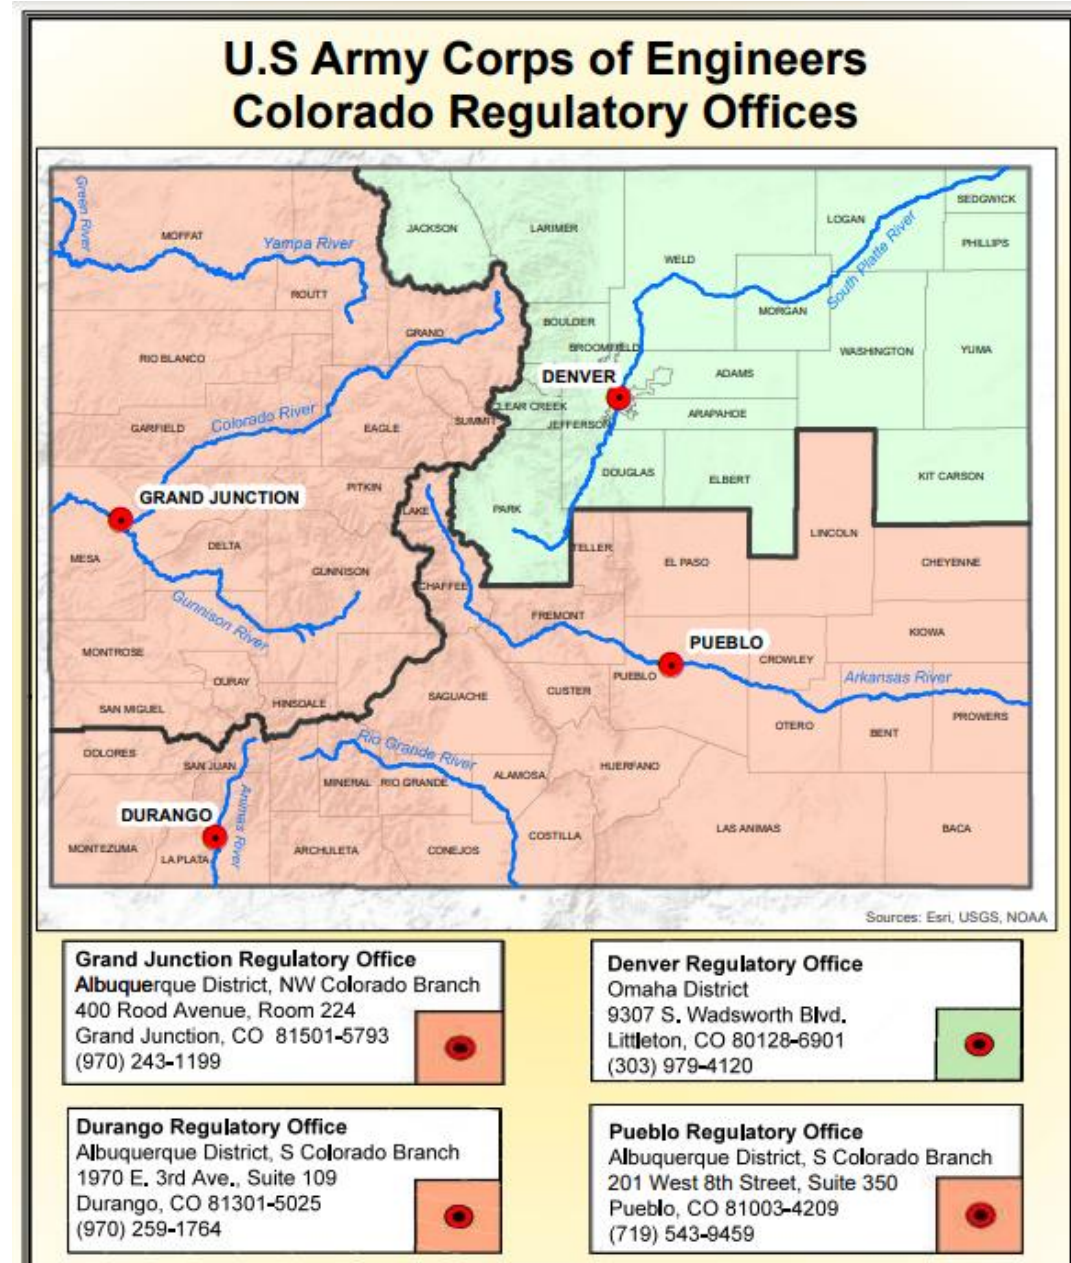 U.S Army Corps of Engineers
Colorado Regulatory Offices
Green River
MOFFAT
Yampa River
ROUTT
JACKSON
LARIMER
WELD
LOGAN
SEDGWICK
PHILLIPS
South Platte River
MORGAN
RIO BLANCO
GRAND
BOULDER
BROOMFIELD
WASHINGTON
YUMA
DENVER
ADAMS
CLEAR CREEK
ARAPAHOE
JEFFERSON
GARFIELD
Colorado River
EAGLE
SUMMIT
DOUGLAS
ELBERT
KIT CARSON
PITKIN
GRAND JUNCTION
LAKE
PARK
LINCOLN
MESA
DELTA
GUNNISON
TELLER
EL PASO
CHEYENNE
CHAFFEE
Gunnison River
FREMONT
KIOWA
MONTROSE
PUEBLO
CROWLEY
OURAY
PUEBLO
Arkansas River
SAN MIGUEL
HINSDALE
SAGUACHE
CUSTER
OTERO
BENT
PROWERS
DOLORES
SAN JUAN
Rio Grande River
MINERAL
RIO GRANDE
ALAMOSA
HUERFANO
DURANGO
Animas River
MONTEZUMA
LA PLATA
ARCHULETA
CONEJOS
COSTILLA
LAS ANIMAS
BACA
Sources: Esri, USGS, NOAA
Grand Junction Regulatory Office
Albuquerque District, NW Colorado Branch
400 Rood Avenue, Room 224
Grand Junction, CO 81501-5793
(970) 243-1199
Denver Regulatory Office
Omaha District
9307 S. Wadsworth Blvd.
Littleton, CO 80128-6901
(303) 979-4120
Durango Regulatory Office
Albuquerque District, S Colorado Branch
1970 E. 3rd Ave., Suite 109
Durango, CO 81301-5025
(970) 259-1764
Pueblo Regulatory Office
Albuquerque District, S Colorado Branch
201 West 8th Street, Suite 350
Pueblo, CO 81003-4209
(719) 543-9459